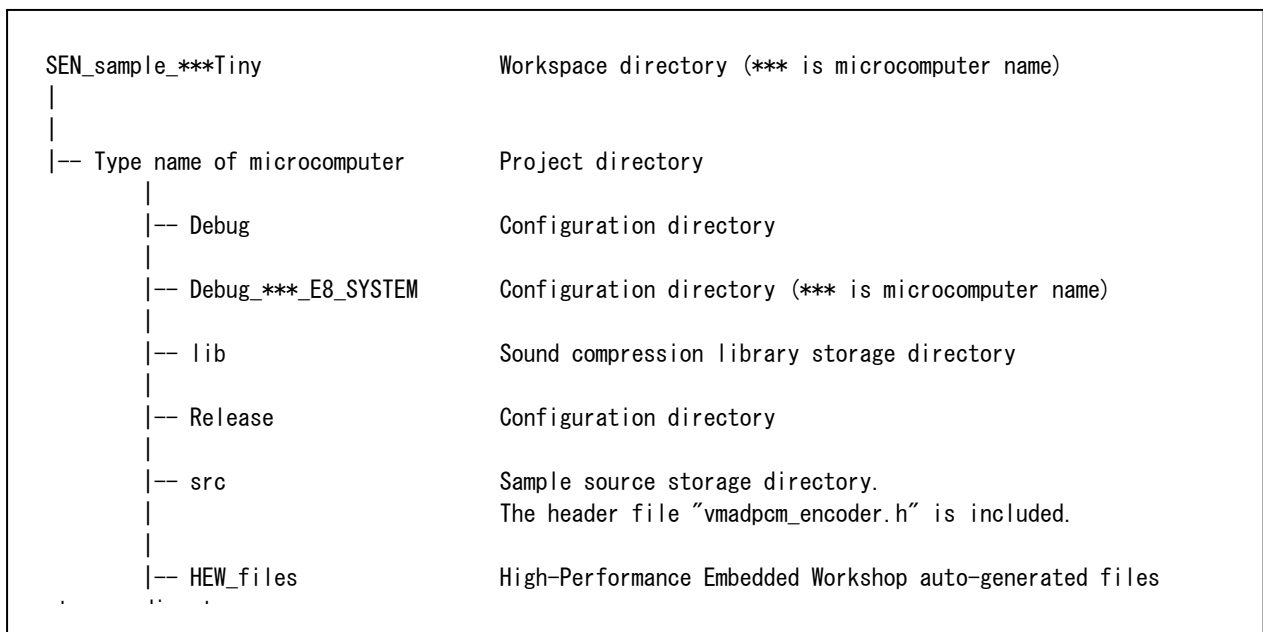 SEN_sample_***Tiny Workspace directory (*** is microcomputer name)
|
|
|-- Type name of microcomputer Project directory
|
|-- Debug Configuration directory
|
|-- Debug_***_E8_SYSTEM Configuration directory (*** is microcomputer name)
|
|-- lib Sound compression library storage directory
|
|-- Release Configuration directory
|
|-- src Sample source storage directory.
| The header file "vmadpcm_encoder.h" is included.
|
|-- HEW_files High-Performance Embedded Workshop auto-generated files